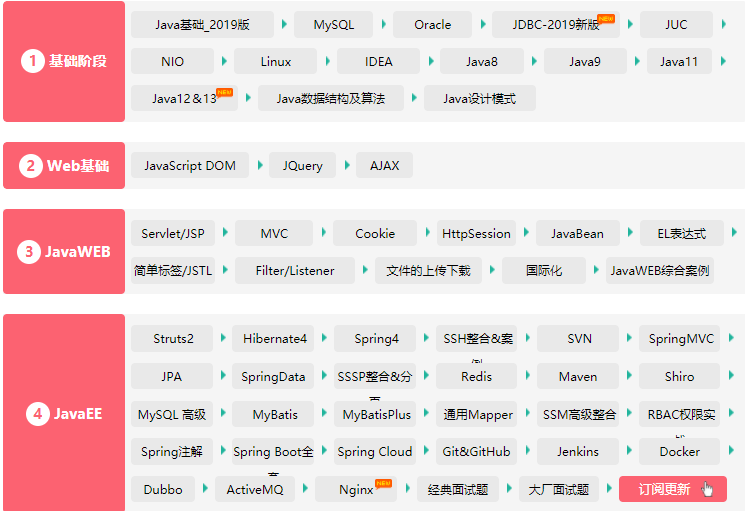 1 基础阶段
Java基础_2019版 MySQL Oracle JDBC-2019新版 NEW JUC
NIO Linux IDEA Java8 Java9 Java11
Java12＆13 NEW Java数据结构及算法 Java设计模式
2 Web基础
JavaScript DOM JQuery AJAX
3 JavaWEB
Servlet/JSP MVC Cookie HttpSession JavaBean EL表达式
简单标签/JSTL Filter/Listener 文件的上传下载 国际化 JavaWEB综合案例
4 JavaEE
Struts2 Hibernate4 Spring4 SSH整合&案 SVN SpringMVC
JPA SpringData SSSP整合&分 Redis Maven Shiro
MySQL 高级 MyBatis MyBatisPlus 通用Mapper SSM高级整合 RBAC权限实
Spring注解 Spring Boot全 Spring Cloud Git&GitHub Jenkins Docker
Dubbo ActiveMQ Nginx NEW 经典面试题 大厂面试题 订阅更新